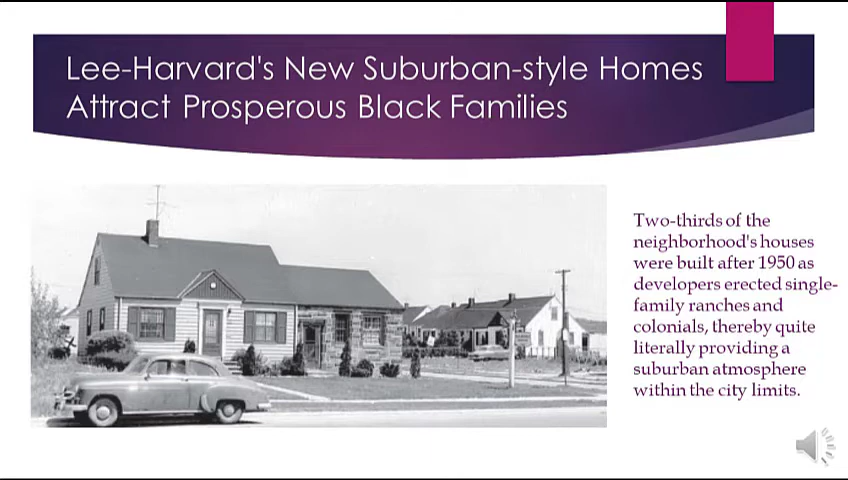 Lee-Harvard's New Suburban-style Homes
Attract Prosperous Black Families
Two-thirds of the
neighborhood's houses
were built after 1950 as
developers erected single-
family ranches and
colonials, thereby quite
literally providing a
suburban atmosphere
within the city limits.